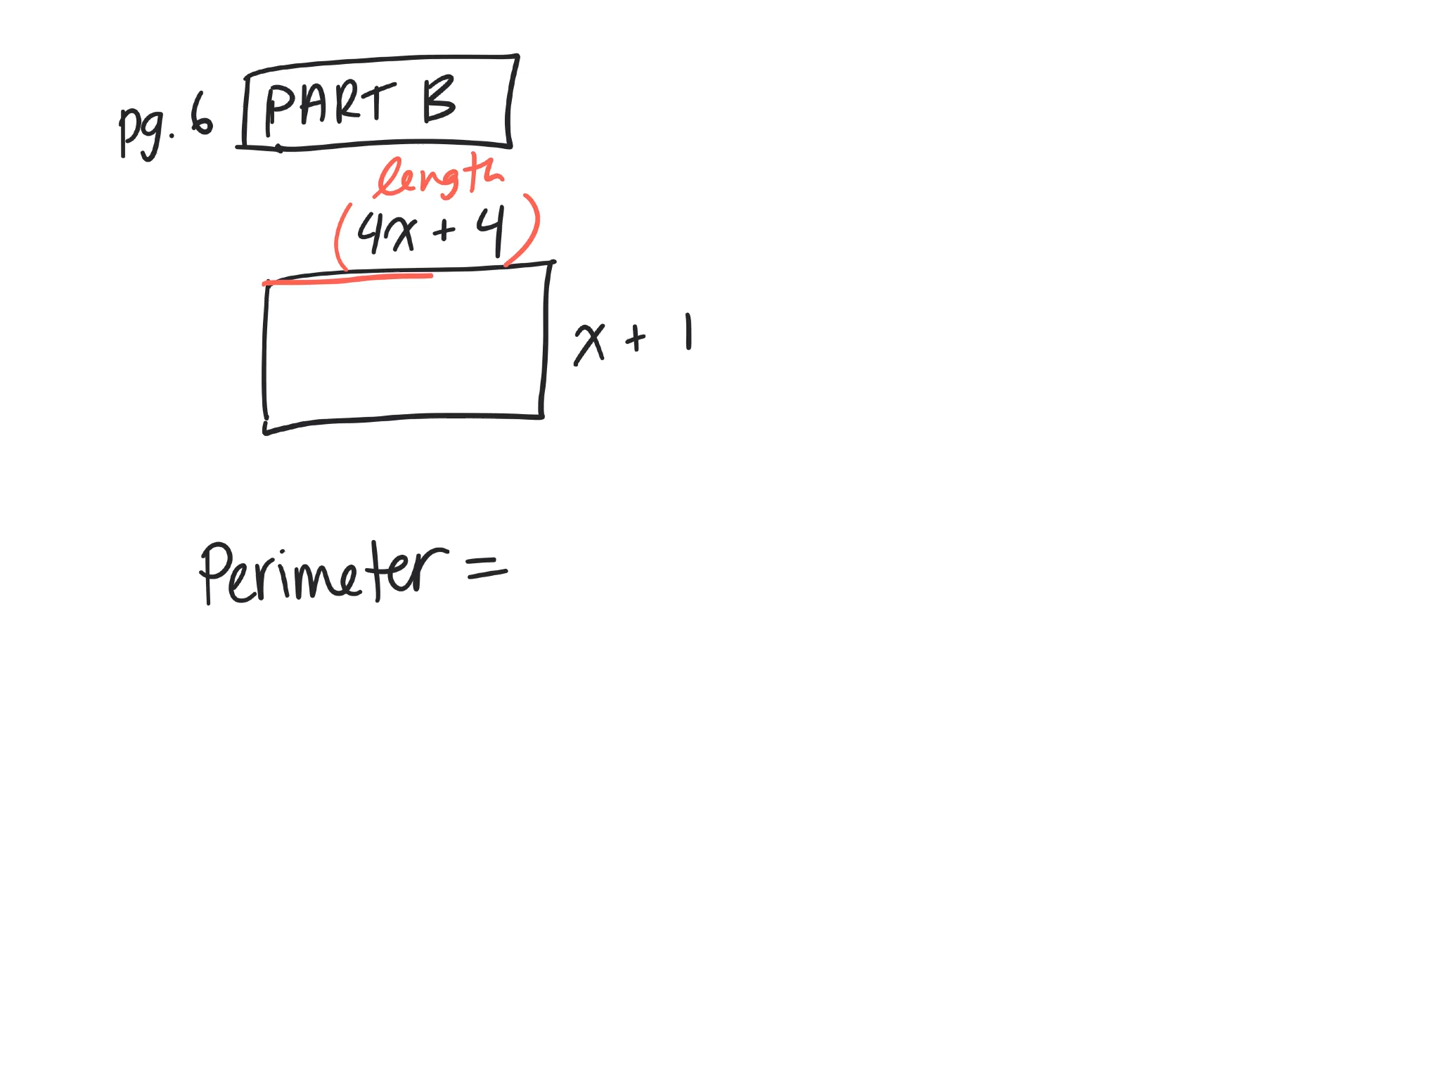 pg. 6 PART B
length
(4x + 4)
x + 1
Perimeter =